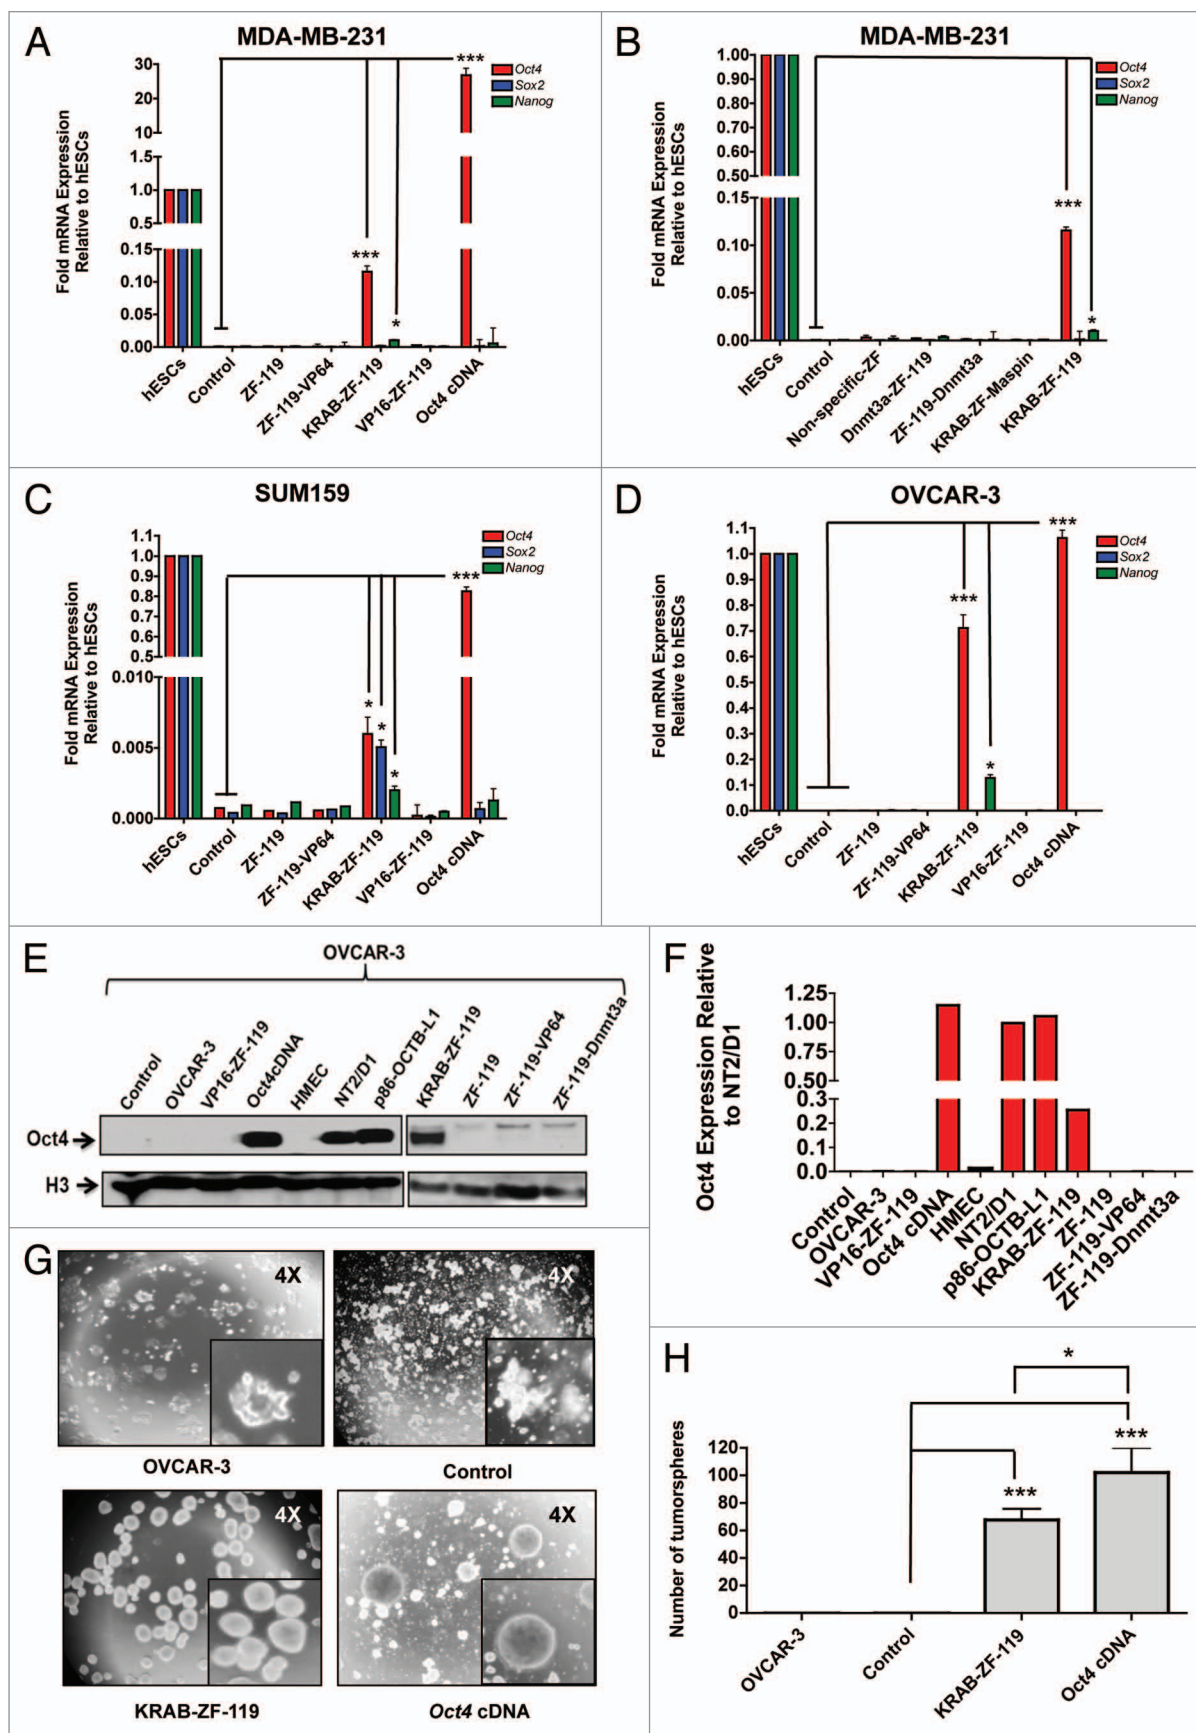 A
MDA-MB-231
Fold mRNA Expression
Relative to hESCs
30
20
10
1.5
1.0
0.5
0.15
0.10
0.05
0.00
***
***
*
Oct4
Sox2
Nanog
hESCs
Control
ZF-119
ZF-119-VP64
KRAB-ZF-119
VP16-ZF-119
Oct4 cDNA
B
MDA-MB-231
Fold mRNA Expression
Relative to hESCs
1.00
0.90
0.80
0.70
0.60
0.50
0.15
0.10
0.05
0.00
***
*
Oct4
Sox2
Nanog
hESCs
Control
Non-specific-ZF
Dnmt3a-ZF-119
ZF-119-Dnmt3a
KRAB-ZF-Maspin
KRAB-ZF-119
C
SUM159
Fold mRNA Expression
Relative to hESCs
1.1
1.0
0.9
0.8
0.7
0.6
0.5
0.010
0.005
0.000
***
*
*
*
Oct4
Sox2
Nanog
hESCs
Control
ZF-119
ZF-119-VP64
KRAB-ZF-119
VP16-ZF-119
Oct4 cDNA
D
OVCAR-3
Fold mRNA Expression
Relative to hESCs
1.1
1.0
0.9
0.8
0.7
0.6
0.5
0.4
0.3
0.2
0.1
0.0
***
***
*
Oct4
Sox2
Nanog
hESCs
Control
ZF-119
ZF-119-VP64
KRAB-ZF-119
VP16-ZF-119
Oct4 cDNA
E
OVCAR-3
Control
OVCAR-3
VP16-ZF-119
Oct4cDNA
HMEC
NT2/D1
p86-OCTB-L1
KRAB-ZF-119
ZF-119
ZF-119-VP64
ZF-119-Dnmt3a
Oct4
H3
F
Oct4 Expression Relative
to NT2/D1
1.25
1.00
0.75
0.50
0.3
0.2
0.1
0.0
Control
OVCAR-3
VP16-ZF-119
Oct4 cDNA
HMEC
NT2/D1
p86-OCTB-L1
KRAB-ZF-119
ZF-119
ZF-119-VP64
ZF-119-Dnmt3a
G
4X
4X
OVCAR-3
Control
4X
4X
KRAB-ZF-119
Oct4 cDNA
H
Number of tumorspheres
120
100
80
60
40
20
0
*
***
***
OVCAR-3
Control
KRAB-ZF-119
Oct4 cDNA